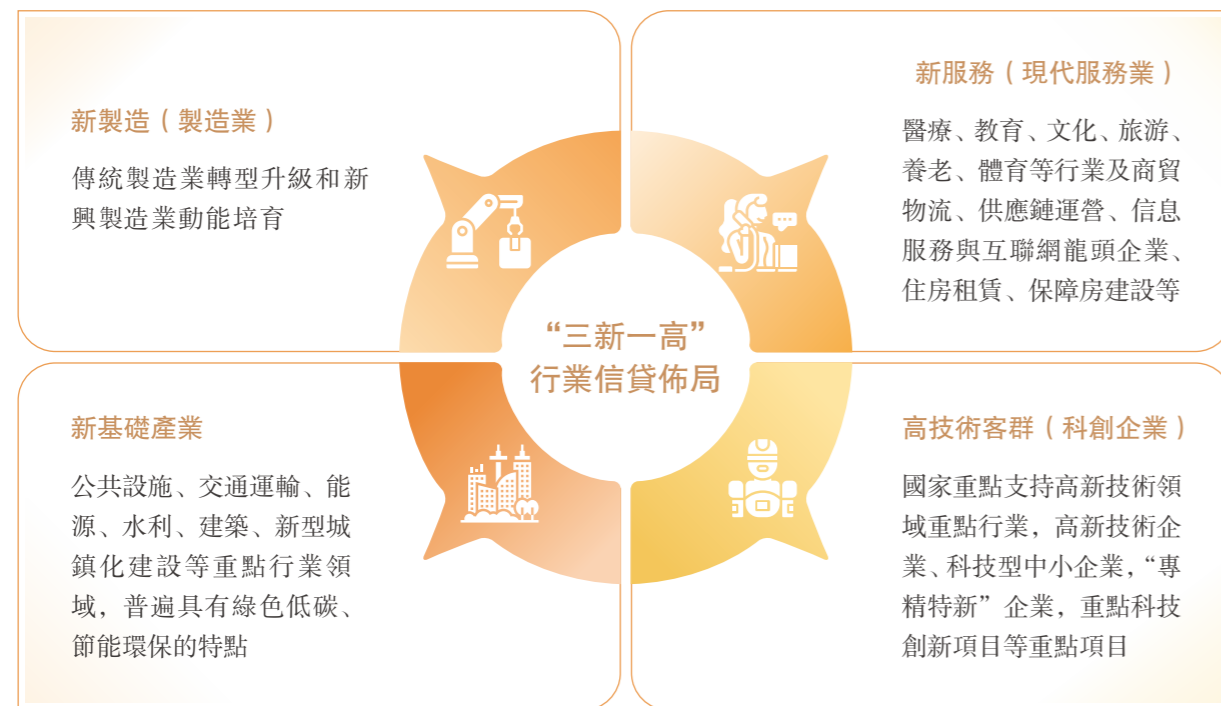 新製造（製造業）
傳統製造業轉型升級和新
興製造業動能培育
新服務（現代服務業）
醫療、教育、文化、旅游、
養老、體育等行業及商貿
物流、供應鏈運營、信息
服務與互聯網龍頭企業、
住房租賃、保障房建設等
“三新一高”
行業信貸佈局
新基礎產業
公共設施、交通運輸、能
源、水利、建築、新型城
鎮化建設等重點行業領
域，普遍具有綠色低碳、
節能環保的特點
高技術客群（科創企業）
國家重點支持高新技術領
域重點行業，高新技術企
業、科技型中小企業，“專
精特新”企業，重點科技
創新項目等重點項目